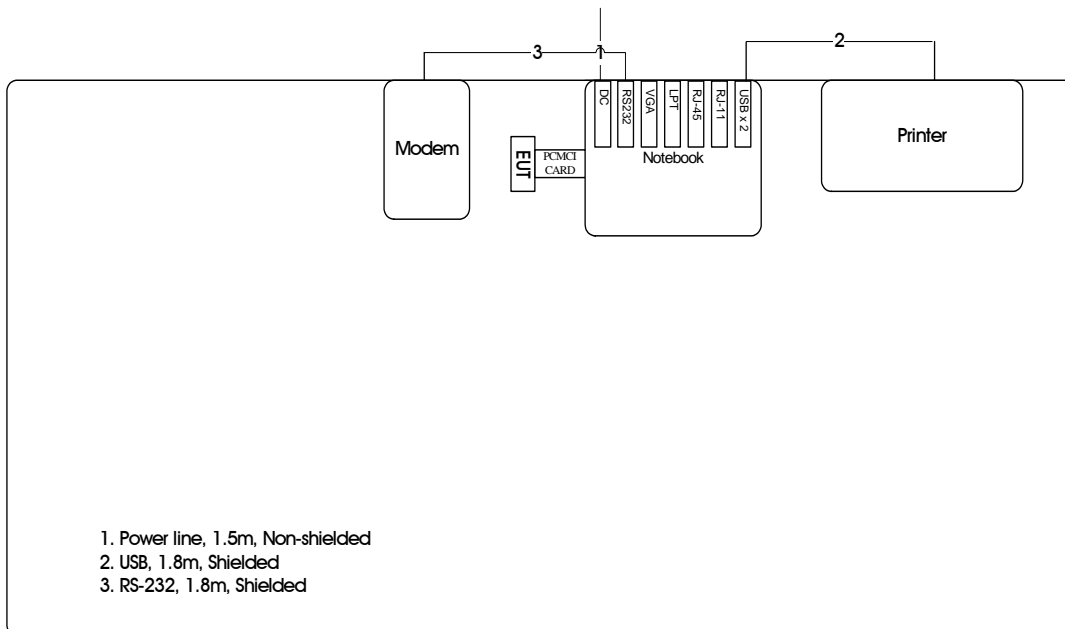 3
1
2
Modem
EUT
PCMCI
CARD
DC
RS232
VGA
LPT
RJ-45
RJ-11
USB x 2
Notebook
Printer
1. Power line, 1.5m, Non-shielded
2. USB, 1.8m, Shielded
3. RS-232, 1.8m, Shielded